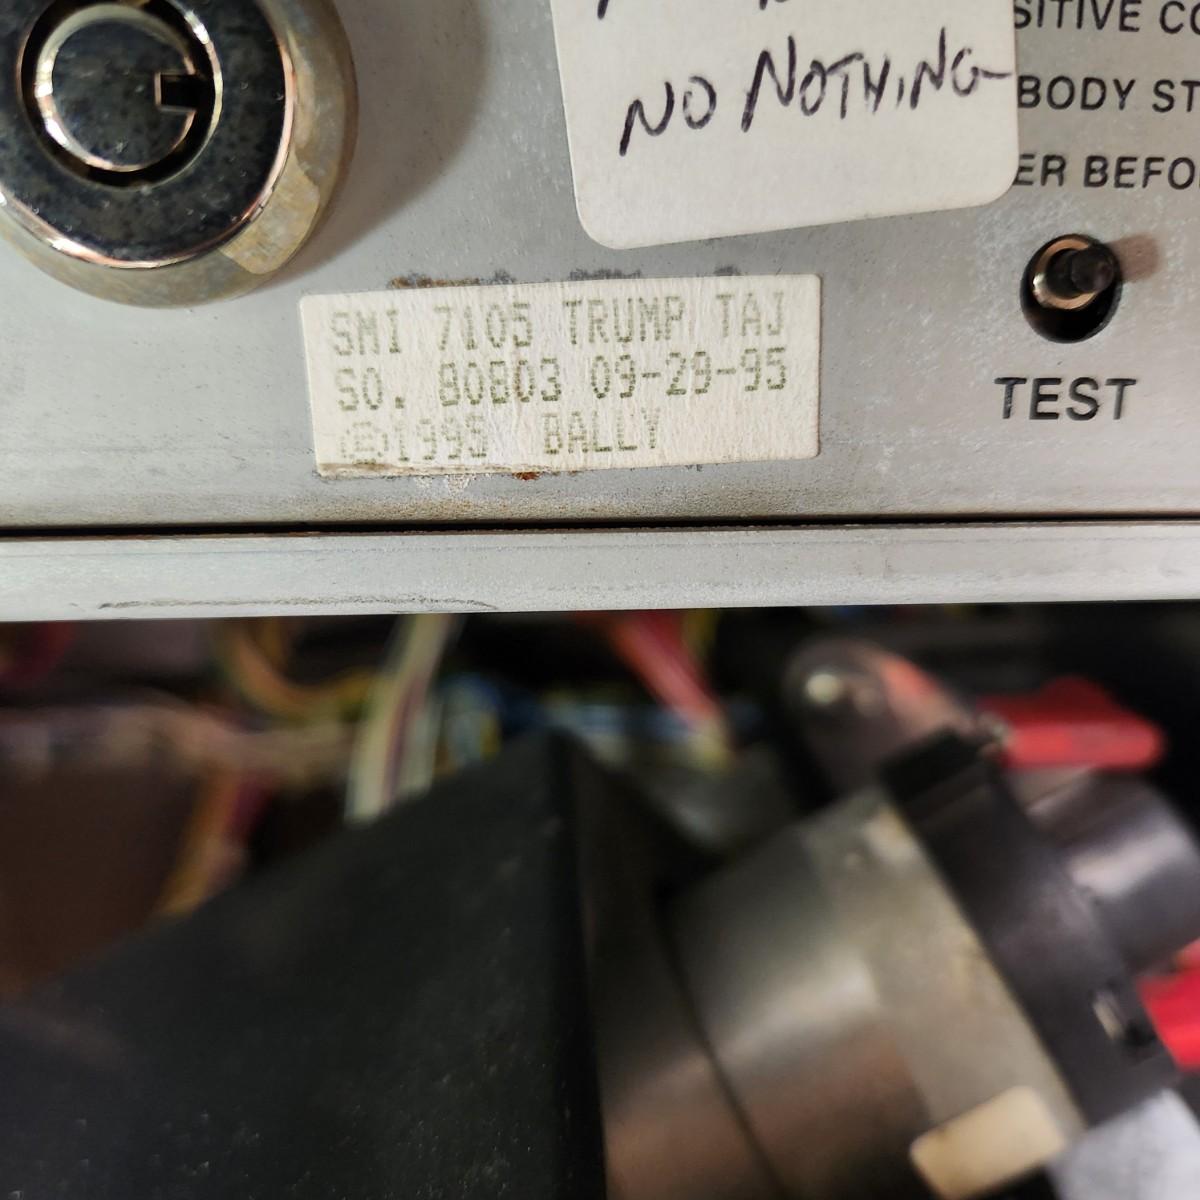 SITIVE CO
NO NOTHING
BODY ST
ER BEFO
SMI 7105 TRUMP TAJ
SO. 80803 09-29-95
©1995 BALLY
TEST